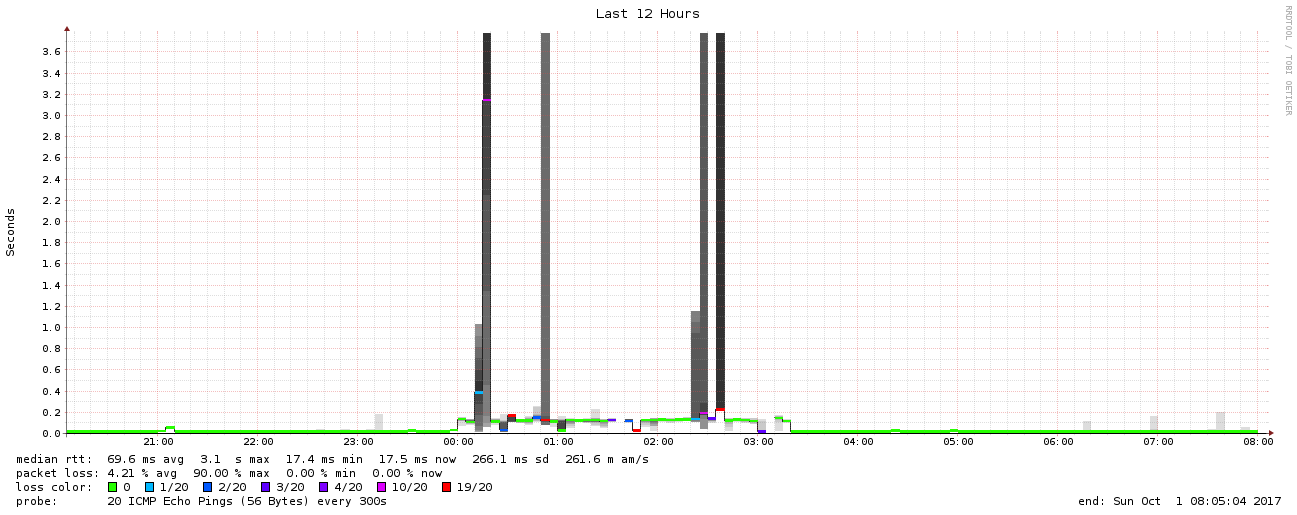 Last 12 Hours
RRDTOOL / TOBI OETIKER
Seconds
3.6
3.4
3.2
3.0
2.8
2.6
2.4
2.2
2.0
1.8
1.6
1.4
1.2
1.0
0.8
0.6
0.4
0.2
0.0
21:00 22:00 23:00 00:00 01:00 02:00 03:00 04:00 05:00 06:00 07:00 08:00
median rtt: 69.6 ms avg 3.1 s max 17.4 ms min 17.5 ms now 266.1 ms sd 261.6 m am/s
packet loss: 4.21 % avg 90.00 % max 0.00 % min 0.00 % now
loss color: 0 1/20 2/20 3/20 4/20 10/20 19/20
probe: 20 ICMP Echo Pings (56 Bytes) every 300s end: Sun Oct 1 08:05:04 2017